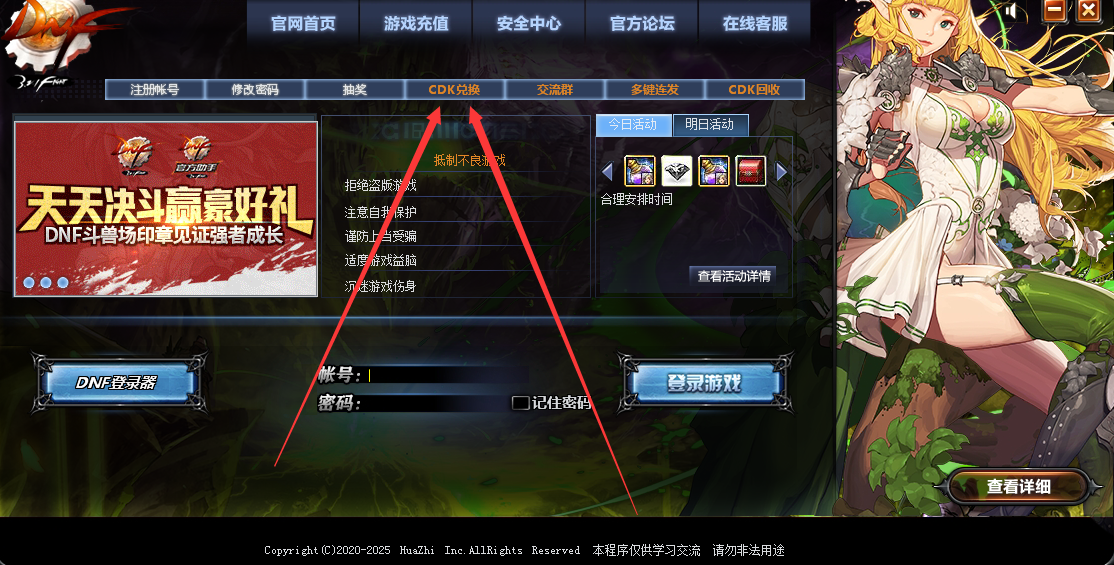 DNF
官网首页 游戏充值 安全中心 官方论坛 在线客服
注册帐号 修改密码 抽奖 CDK兑换 交流群 多键连发 CDK回收
官方助手
天天决斗赢豪好礼
DNF斗兽场印章见证强者成长
抵制不良游戏
拒绝盗版游戏
注意自我保护
谨防上当受骗
适度游戏益脑
沉迷游戏伤身
今日活动 明日活动
合理安排时间
查看活动详情
DNF登录器
帐号:
密码:
记住密码
登录游戏
查看详细
Copyright(C)2020-2025 HuaZhi Inc.AllRights Reserved 本程序仅供学习交流 请勿非法用途